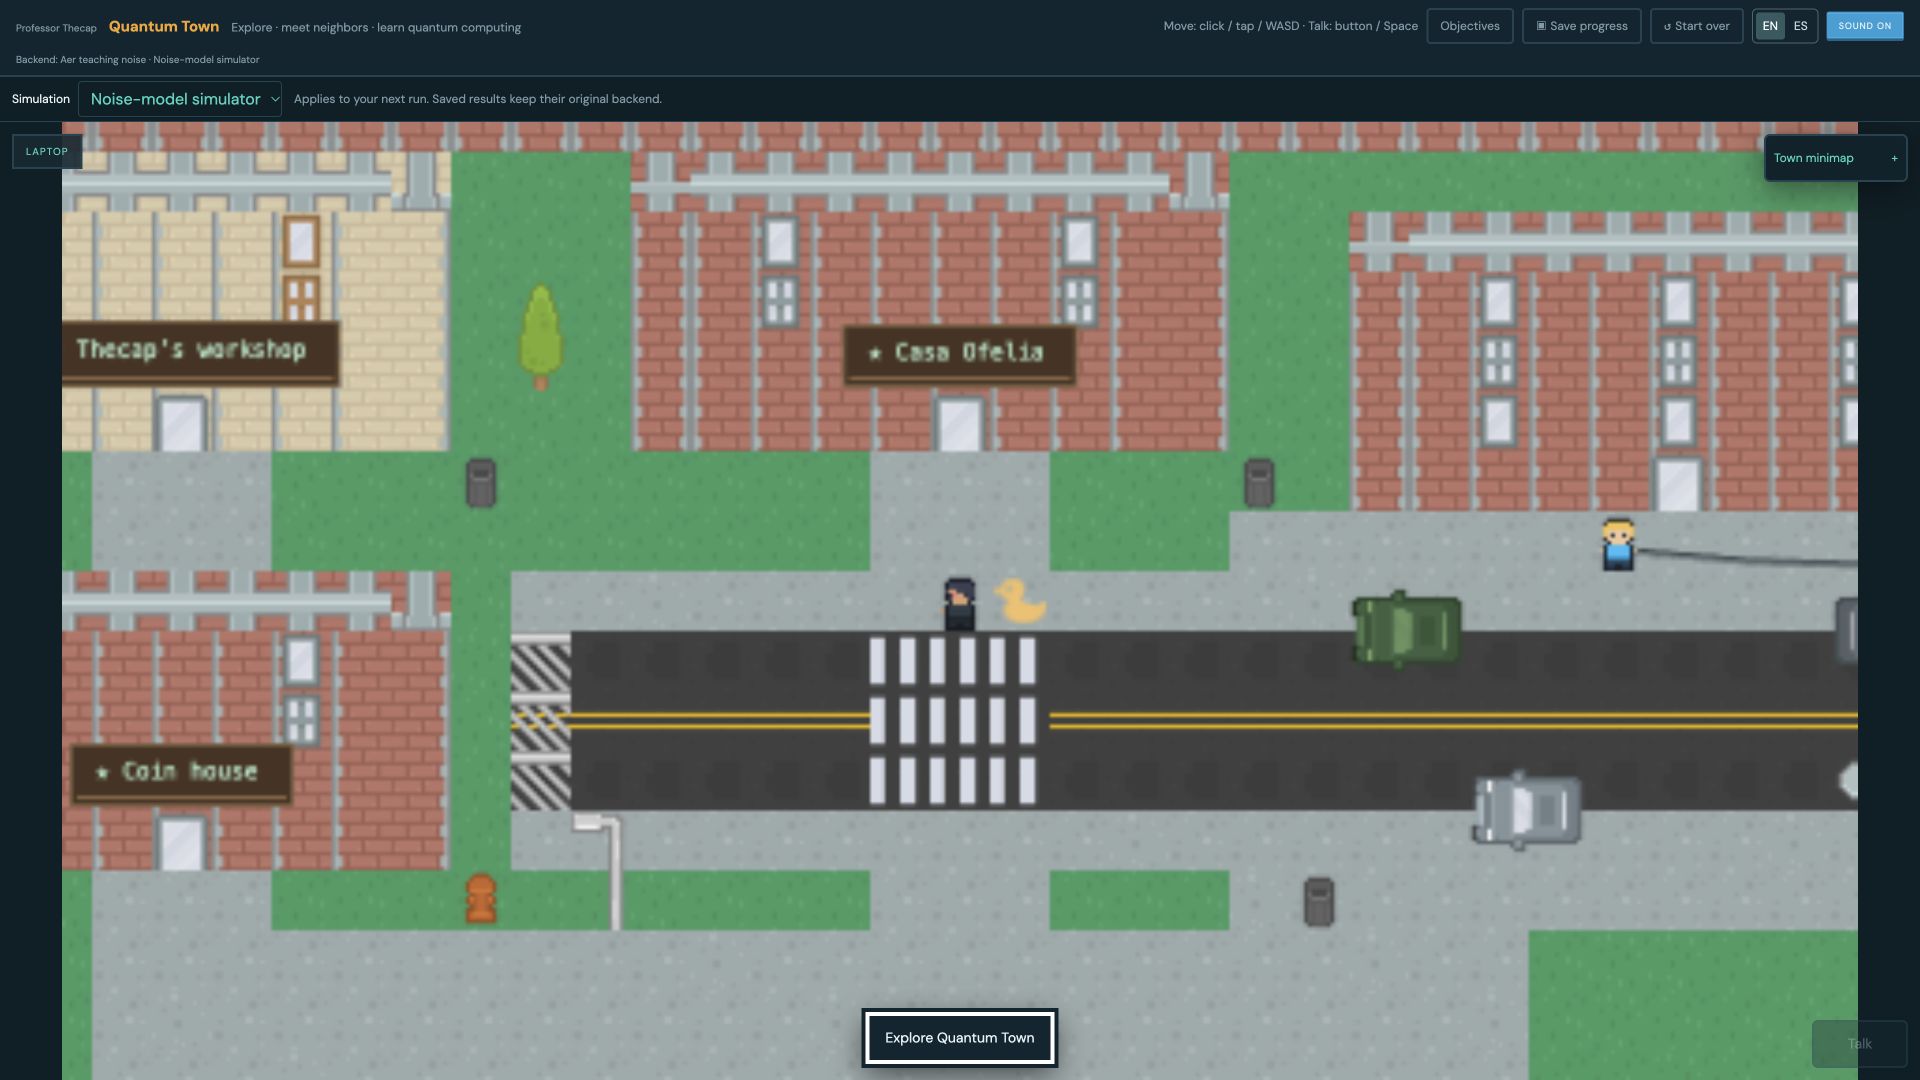 Professor Thecap Quantum Town Explore · meet neighbors · learn quantum computing
Move: click / tap / WASD · Talk: button / Space Objectives ▣ Save progress ↺ Start over EN ES SOUND ON
Backend: Aer teaching noise · Noise-model simulator
Simulation Noise-model simulator Applies to your next run. Saved results keep their original backend.
LAPTOP
Town minimap +
Thecap's workshop
★ Casa Ofelia
★ Coin house
Explore Quantum Town
Talk